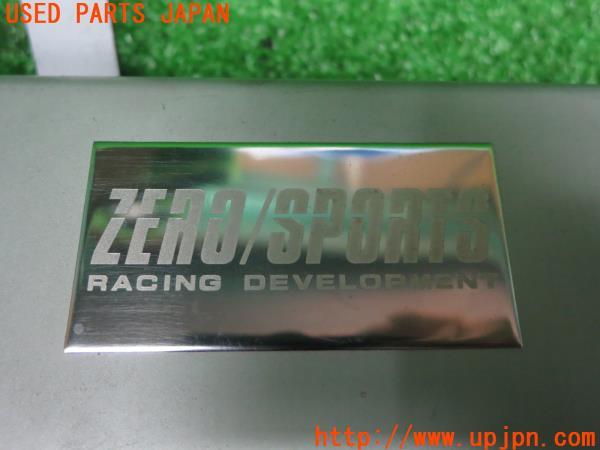 USED PARTS JAPAN
ZERO/SPORTS
RACING DEVELOPMENT
http://www.upjpn.com/